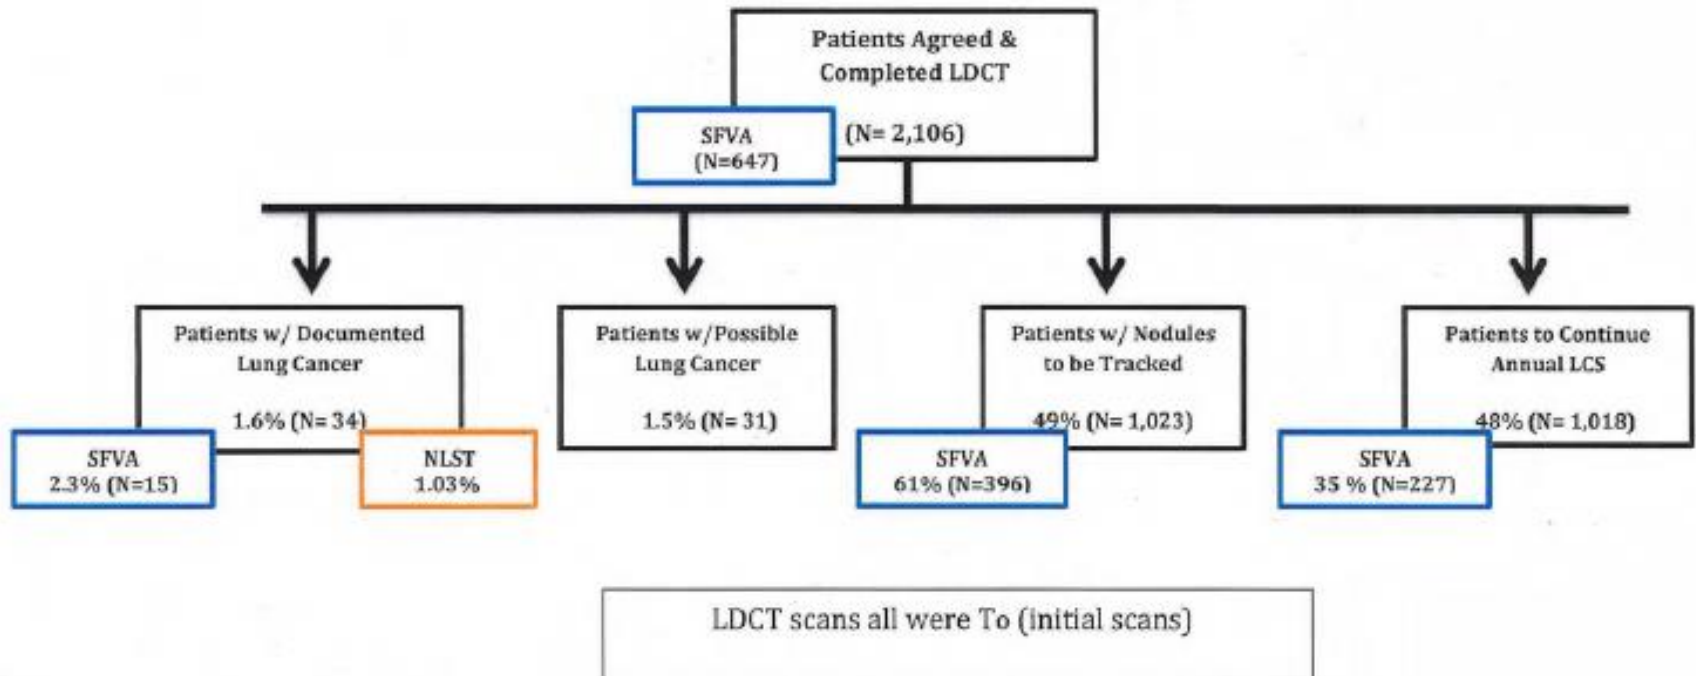 Patients Agreed &
Completed LDCT
(N= 2,106)
SFVA
(N=647)
Patients w/ Documented
Lung Cancer
1.6% (N= 34)
SFVA
2.3% (N=15)
NLST
1.03%
Patients w/Possible
Lung Cancer
1.5% (N= 31)
Patients w/ Nodules
to be Tracked
49% (N= 1,023)
SFVA
61% (N=396)
Patients to Continue
Annual LCS
48% (N= 1,018)
SFVA
35 % (N=227)
LDCT scans all were To (initial scans)